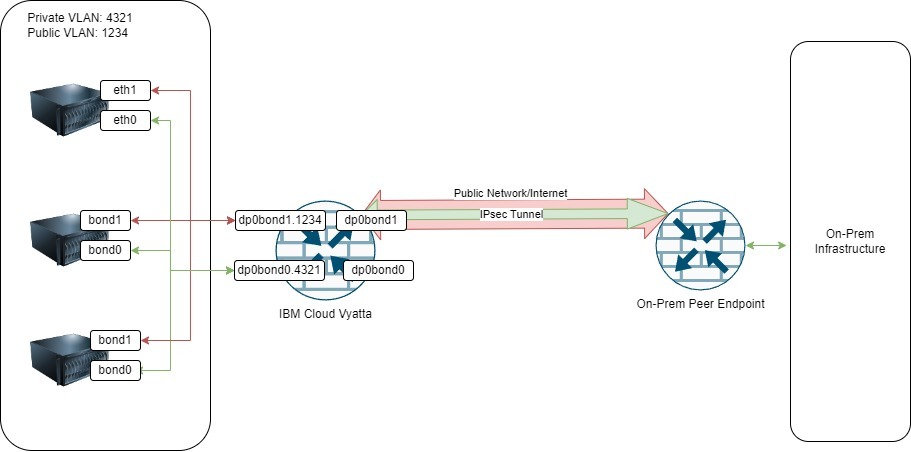 Private VLAN: 4321
Public VLAN: 1234
eth1
eth0
bond1
bond0
bond1
bond0
dp0bond1.1234
dp0bond1
dp0bond0.4321
dp0bond0
IBM Cloud Vyatta
Public Network/Internet
IPsec Tunnel
On-Prem Peer Endpoint
On-Prem
Infrastructure